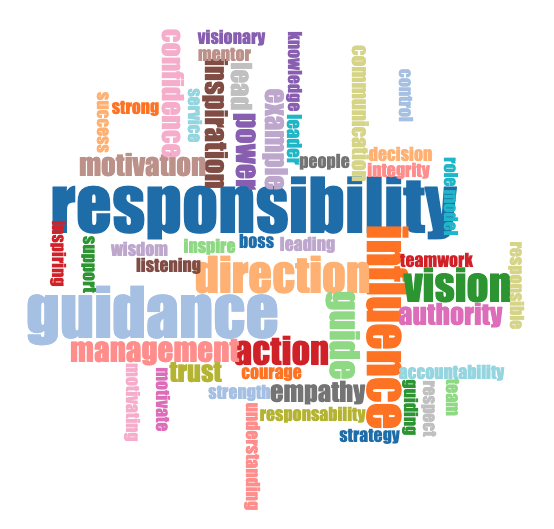 visionary
mentor
confidence
knowledge
communication
control
inspiration
lead
example
leader
service
success
strong
power
people
decision
integrity
motivation
role model
responsibility
inspiring
support
wisdom
inspire
boss
leading
listening
teamwork
responsible
direction
vision
influence
guidance
guide
authority
management
action
trust
courage
accountability
motivating
motivate
strength
empathy
guiding
respect
team
understanding
responsability
strategy